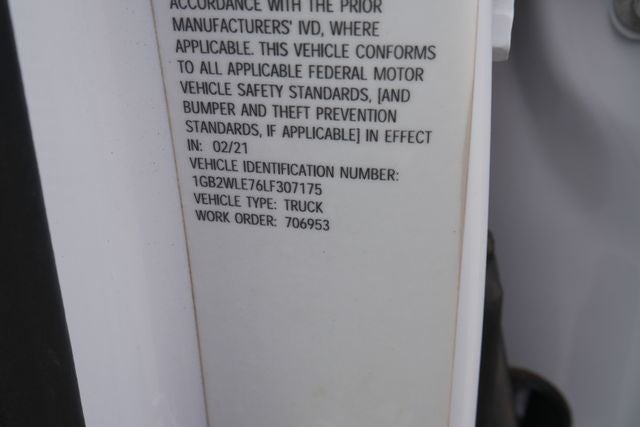 ACCORDANCE WITH THE PRIOR
MANUFACTURERS' IVD, WHERE
APPLICABLE. THIS VEHICLE CONFORMS
TO ALL APPLICABLE FEDERAL MOTOR
VEHICLE SAFETY STANDARDS, [AND
BUMPER AND THEFT PREVENTION
STANDARDS, IF APPLICABLE] IN EFFECT
IN: 02/21
VEHICLE IDENTIFICATION NUMBER:
1GB2WLE76LF307175
VEHICLE TYPE: TRUCK
WORK ORDER: 706953